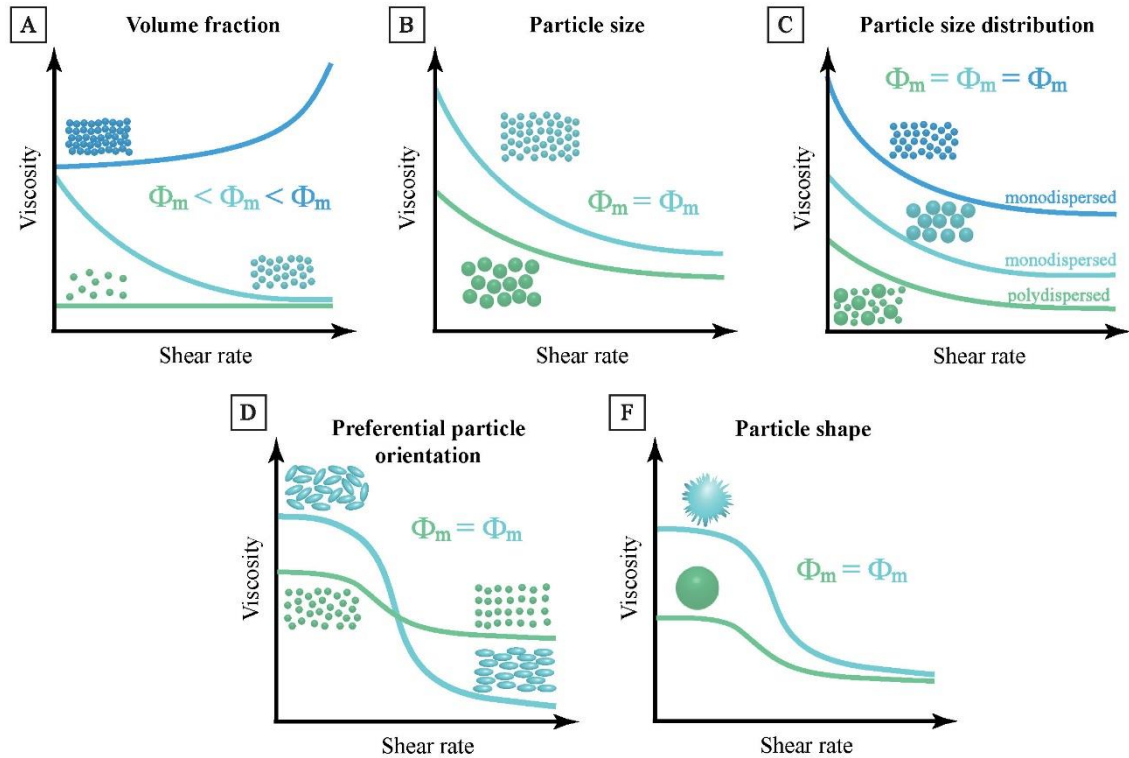 A
Volume fraction
Viscosity
Φm < Φm < Φm
Shear rate
B
Particle size
Viscosity
Φm = Φm
Shear rate
C
Particle size distribution
Viscosity
Φm = Φm = Φm
monodispersed
monodispersed
polydispersed
Shear rate
D
Preferential particle
orientation
Viscosity
Φm = Φm
Shear rate
F
Particle shape
Viscosity
Φm = Φm
Shear rate